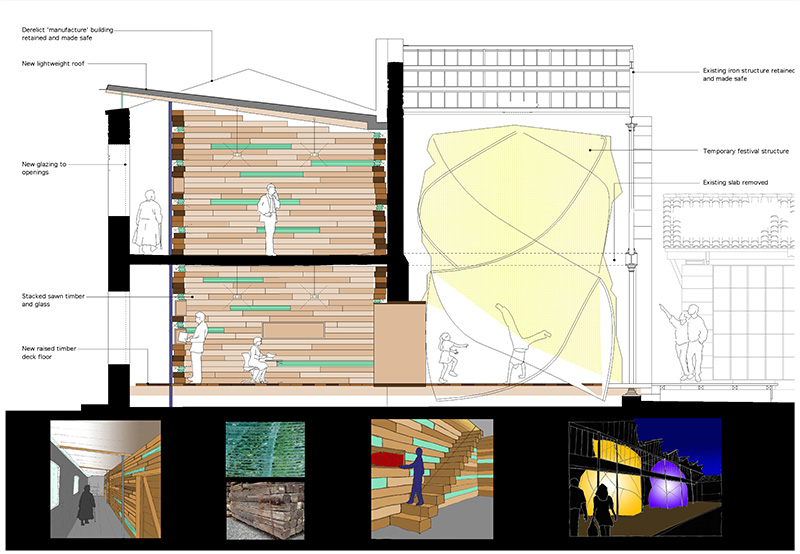 Derelict 'manufacture' building
retained and made safe
New lightweight roof
New glazing to
openings
Stacked sawn timber
and glass
New raised timber
deck floor
Existing iron structure retained
and made safe
Temporary festival structure
Existing slab removed